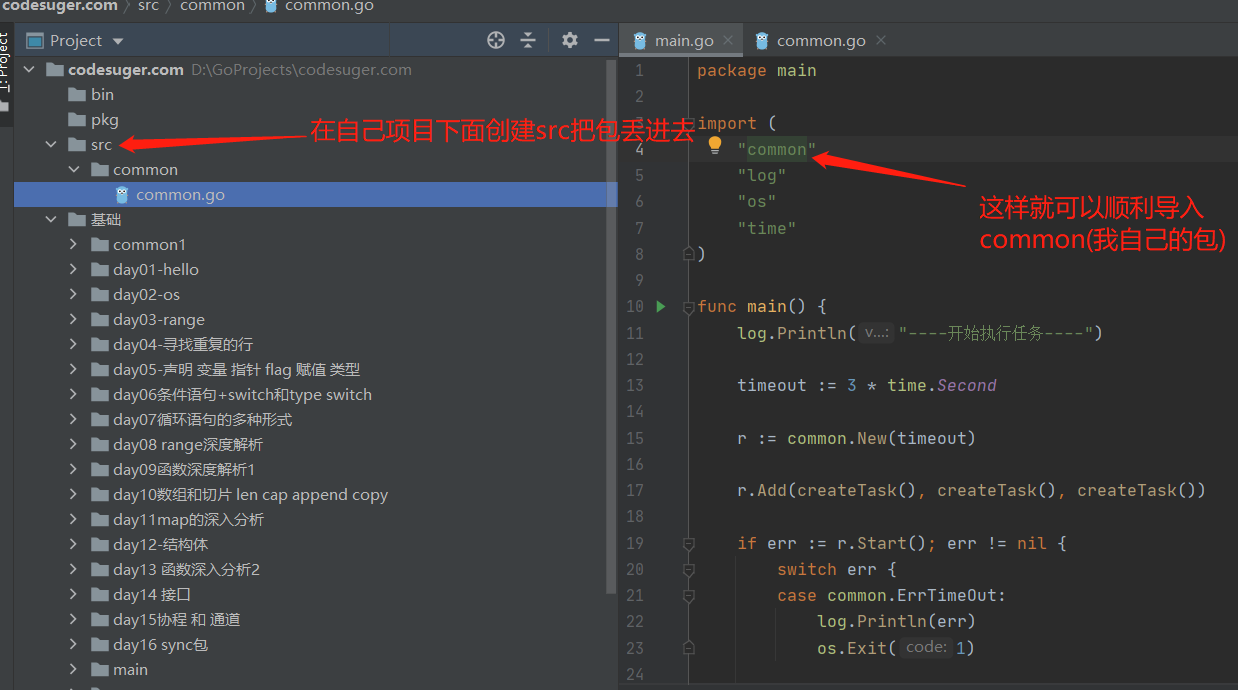 codesuger.com › src › common › common.go
1: Project
Project
main.go
common.go
codesuger.com D:\GoProjects\codesuger.com
bin
pkg
src
在自己项目下面创建src把包丢进去
common
common.go
基础
common1
day01-hello
day02-os
day03-range
day04-寻找重复的行
day05-声明 变量 指针 flag 赋值 类型
day06条件语句+switch和type switch
day07循环语句的多种形式
day08 range深度解析
day09函数深度解析1
day10数组和切片 len cap append copy
day11map的深入分析
day12-结构体
day13 函数深入分析2
day14 接口
day15协程 和 通道
day16 sync包
main
1 package main
2
3 import (
4 "common"
5 "log"
6 "os"
7 "time"
8 )
这样就可以顺利导入
common(我自己的包)
9
10 func main() {
11 log.Println( v...: "----开始执行任务----")
12
13 timeout := 3 * time.Second
14
15 r := common.New(timeout)
16
17 r.Add(createTask(), createTask(), createTask())
18
19 if err := r.Start(); err != nil {
20 switch err {
21 case common.ErrTimeOut:
22 log.Println(err)
23 os.Exit( code: 1)
24